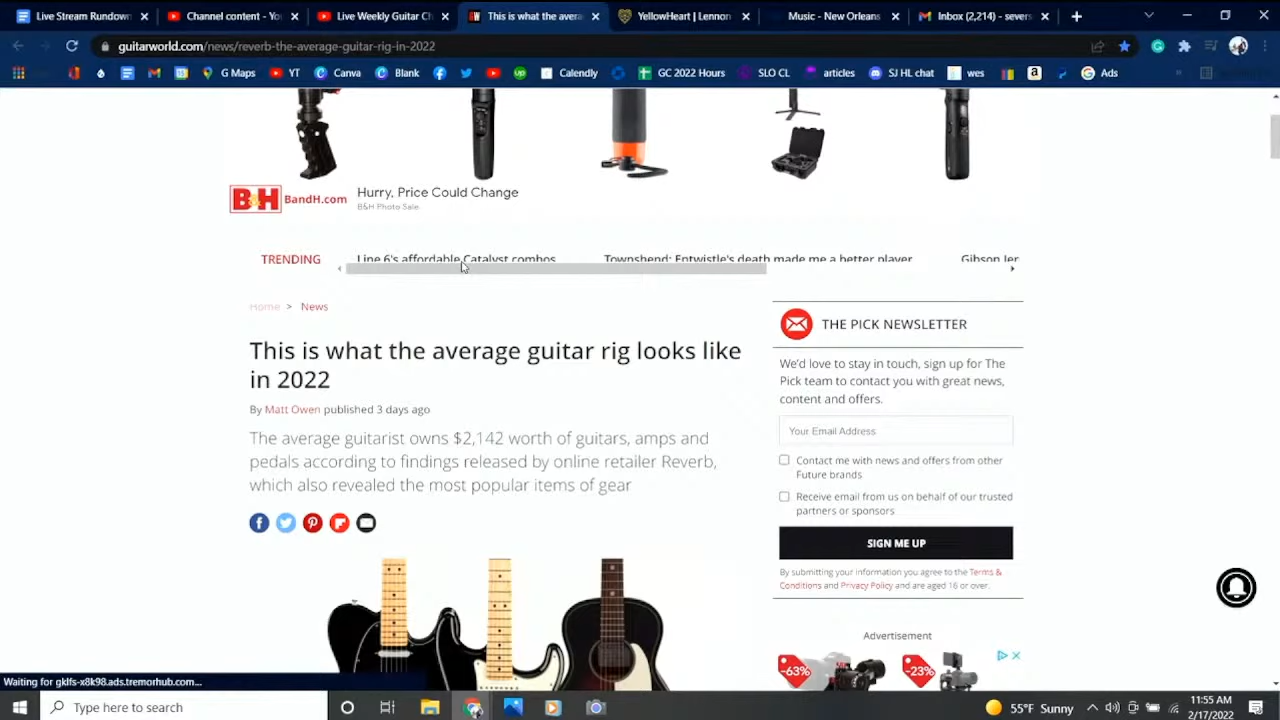 Live Stream Rundown
Channel content - Yo
Live Weekly Guitar Ch
This is what the avera
YellowHeart | Lennon
Music - New Orleans
Inbox (2,214) - severs
guitarworld.com/news/reverb-the-average-guitar-rig-in-2022
G Maps
YT
Canva
Blank
Calendly
GC 2022 Hours
SLO CL
articles
SJ HL chat
wes
Ads
B&H BandH.com
Hurry, Price Could Change
B&H Photo Sale
TRENDING
Line 6's affordable Catalyst combos
Townshend: Entwistle's death made me a better player
Gibson Jer
Home > News
This is what the average guitar rig looks like
in 2022
By Matt Owen published 3 days ago
The average guitarist owns $2,142 worth of guitars, amps and
pedals according to findings released by online retailer Reverb,
which also revealed the most popular items of gear
THE PICK NEWSLETTER
We'd love to stay in touch, sign up for The
Pick team to contact you with great news,
content and offers.
Your Email Address
Contact me with news and offers from other
Future brands
Receive email from us on behalf of our trusted
partners or sponsors
SIGN ME UP
By submitting your information you agree to the Terms &
Conditions and Privacy Policy and are aged 16 or over.
Advertisement
-63%
-23%
Waiting for gklfs-x8k98.ads.tremorhub.com...
Type here to search
55°F Sunny
11:55 AM
2/17/2022